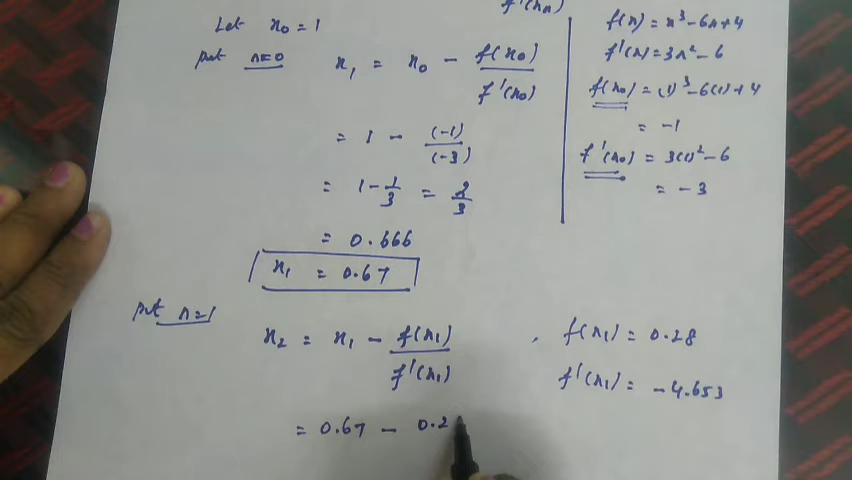 f'(xn)
Let x0 = 1
put n=0
x1 = x0 - f(x0)/f'(x0)
= 1 - (-1)/(-3)
= 1 - 1/3 = 2/3
= 0.666
x1 = 0.67
f(x) = x³-6x+4
f'(x) = 3x²-6
f(x0) = (1)³-6(1)+4
= -1
f'(x0) = 3(1)²-6
= -3
put n=1
x2 = x1 - f(x1)/f'(x1) , f(x1) = 0.28
f'(x1) = -4.653
= 0.67 - 0.2